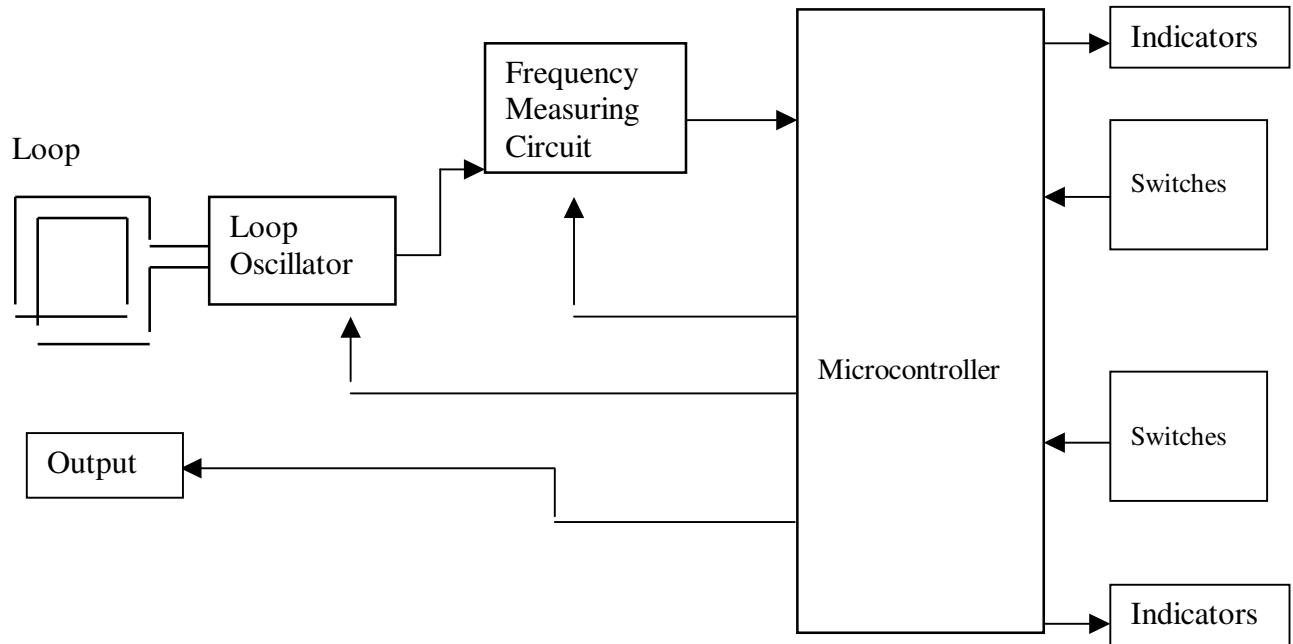 Indicators
Frequency
Measuring
Circuit
Loop
Switches
Loop
Oscillator
Microcontroller
Switches
Output
Indicators